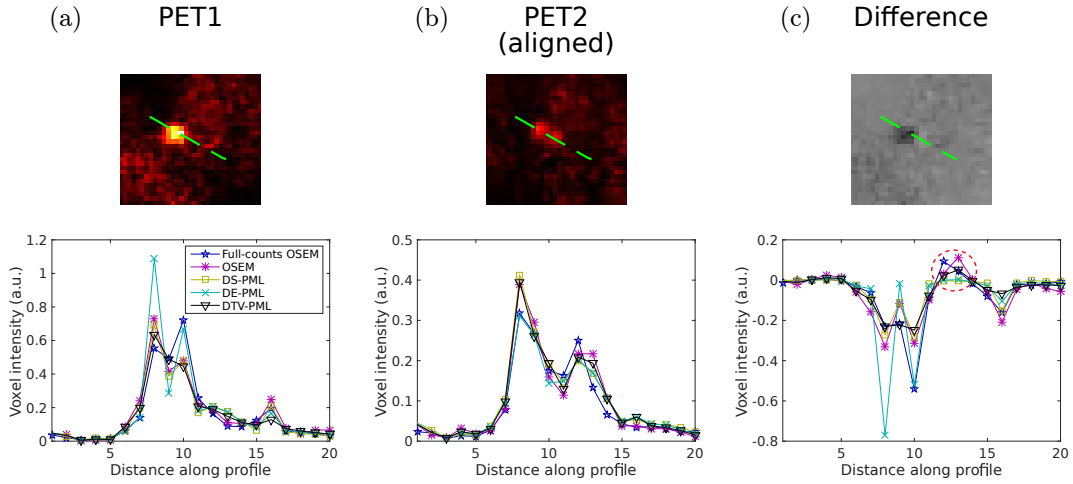 (a) PET1
(b) PET2
(aligned)
(c) Difference
1.2
1
0.8
0.6
0.4
0.2
0
Voxel intensity (a.u.)
Full-counts OSEM
OSEM
DS-PML
DE-PML
DTV-PML
5 10 15 20
Distance along profile
0.5
0.4
0.3
0.2
0.1
0
Voxel intensity (a.u.)
5 10 15 20
Distance along profile
0.2
0
-0.2
-0.4
-0.6
-0.8
Voxel intensity (a.u.)
5 10 15 20
Distance along profile